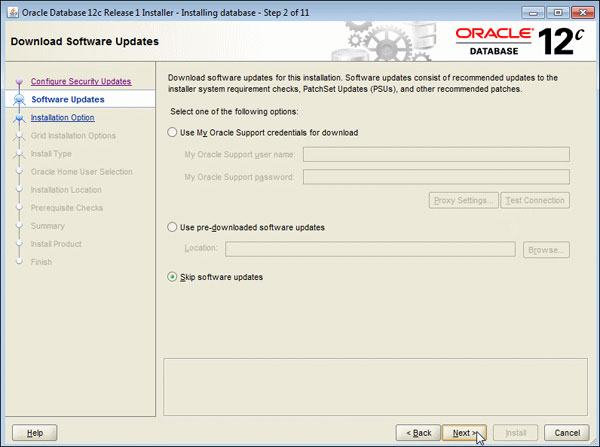 Oracle Database 12c Release 1 Installer - Installing database - Step 2 of 11
Download Software Updates
ORACLE
DATABASE
12c
Configure Security Updates
Software Updates
Installation Option
Grid Installation Options
Install Type
Oracle Home User Selection
Installation Location
Prerequisite Checks
Summary
Install Product
Finish
Download software updates for this installation. Software updates consist of recommended updates to the
installer system requirement checks, PatchSet Updates (PSUs), and other recommended patches.
Select one of the following options:
Use My Oracle Support credentials for download
My Oracle Support user name:
My Oracle Support password:
Proxy Settings...
Test Connection
Use pre-downloaded software updates
Location:
Browse...
Skip software updates
Help
< Back
Next >
Install
Cancel